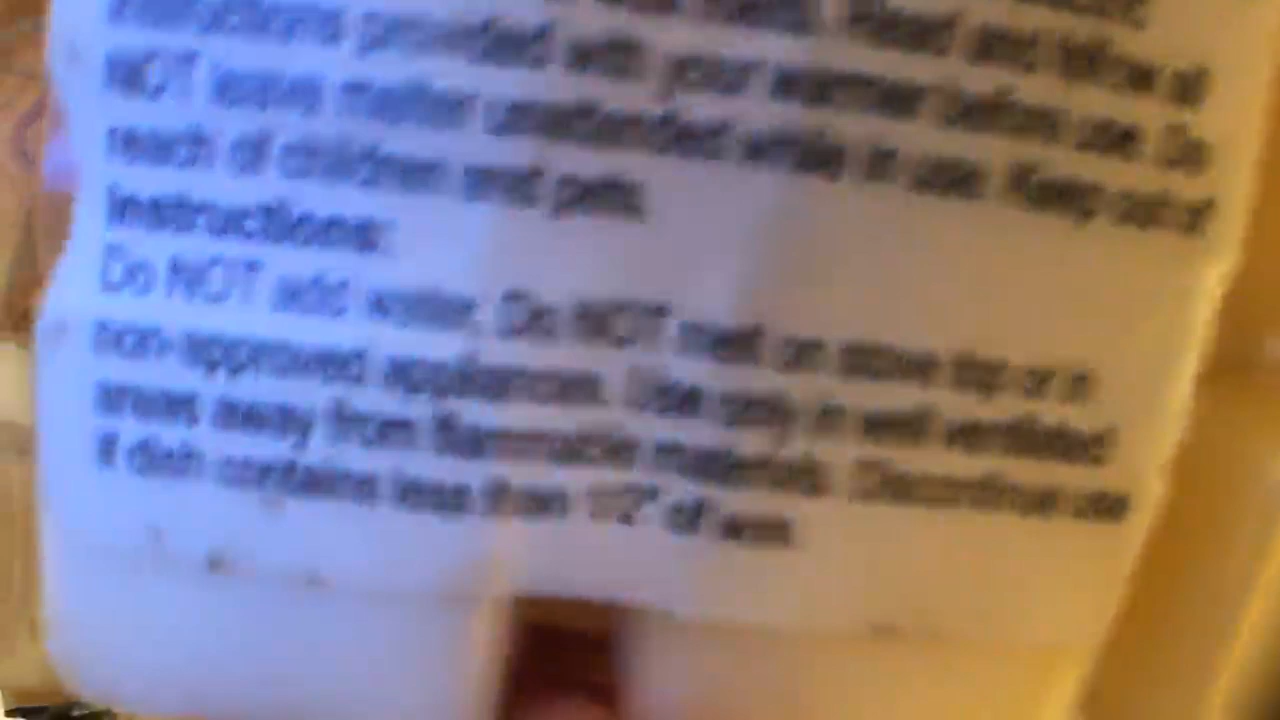 instructions provided with your warmer before use. Do
NOT leave melter unattended while in use. Keep out of
reach of children and pets.
Instructions:
Do NOT add water. Do NOT melt on stove top or in
non-approved appliances. Use only in well ventilated
areas away from flammable materials. Discontinue use
if dish contains less than 1/2" of wax.